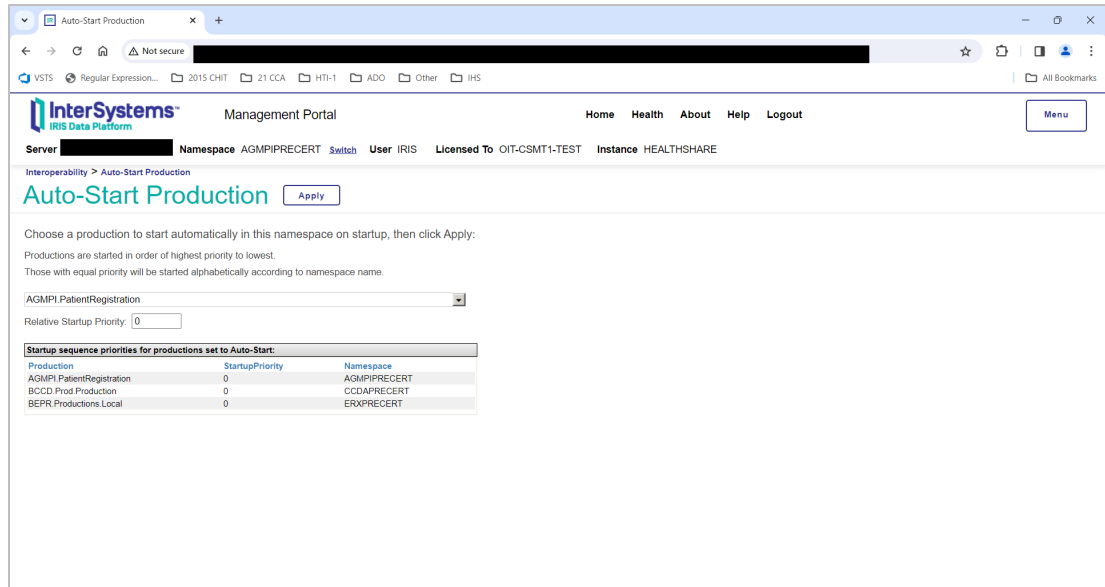 Auto-Start Production
Not secure
VSTS Regular Expression... 2015 CHIT 21 CCA HTI-1 ADO Other IHS All Bookmarks
InterSystems™
IRIS Data Platform
Management Portal
Home Health About Help Logout
Menu
Server Namespace AGMPIPRECERT Switch User IRIS Licensed To OIT-CSMT1-TEST Instance HEALTHSHARE
Interoperability > Auto-Start Production
Auto-Start Production Apply
Choose a production to start automatically in this namespace on startup, then click Apply:
Productions are started in order of highest priority to lowest.
Those with equal priority will be started alphabetically according to namespace name.
AGMPI.PatientRegistration
Relative Startup Priority: 0
Startup sequence priorities for productions set to Auto-Start:
Production StartupPriority Namespace
AGMPI.PatientRegistration 0 AGMPIPRECERT
BCCD.Prod.Production 0 CCDAPRECERT
BEPR.Productions.Local 0 ERXPRECERT